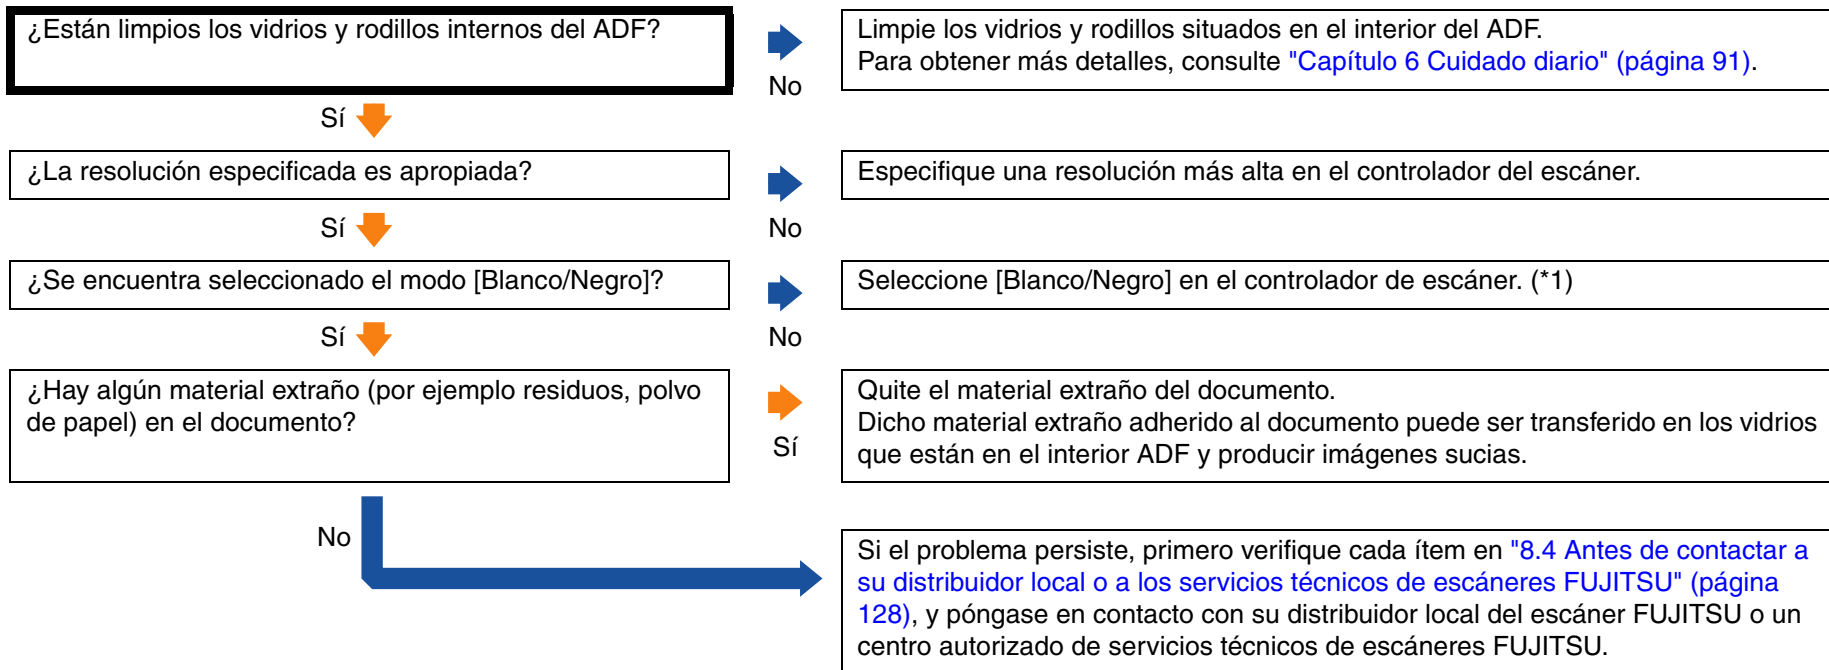 ¿Están limpios los vidrios y rodillos internos del ADF?
No
Limpie los vidrios y rodillos situados en el interior del ADF.
Para obtener más detalles, consulte "Capítulo 6 Cuidado diario" (página 91).
Sí
¿La resolución especificada es apropiada?
No
Especifique una resolución más alta en el controlador del escáner.
Sí
¿Se encuentra seleccionado el modo [Blanco/Negro]?
No
Seleccione [Blanco/Negro] en el controlador de escáner. (*1)
Sí
¿Hay algún material extraño (por ejemplo residuos, polvo
de papel) en el documento?
Sí
Quite el material extraño del documento.
Dicho material extraño adherido al documento puede ser transferido en los vidrios
que están en el interior ADF y producir imágenes sucias.
No
Si el problema persiste, primero verifique cada ítem en "8.4 Antes de contactar a
su distribuidor local o a los servicios técnicos de escáneres FUJITSU" (página
128), y póngase en contacto con su distribuidor local del escáner FUJITSU o un
centro autorizado de servicios técnicos de escáneres FUJITSU.